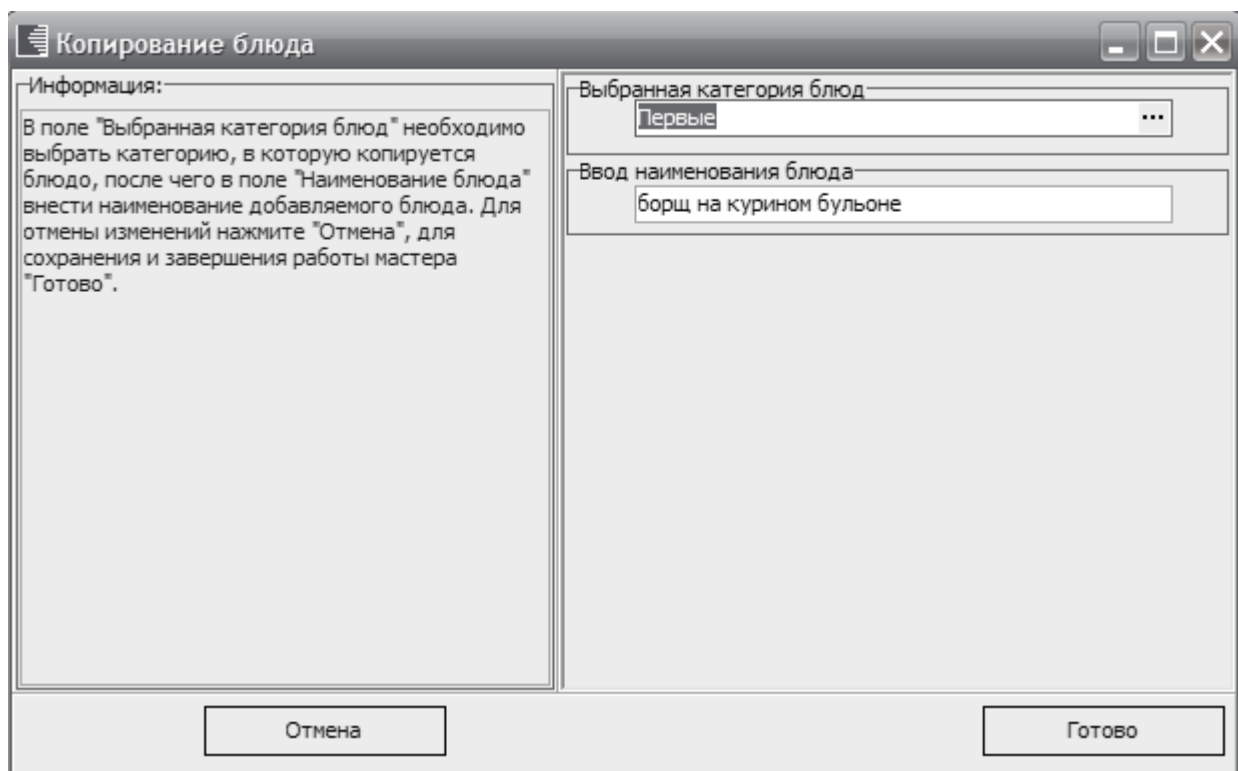 Копирование блюда
Информация:
В поле "Выбранная категория блюд" необходимо
выбрать категорию, в которую копируется
блюдо, после чего в поле "Наименование блюда"
внести наименование добавляемого блюда. Для
отмены изменений нажмите "Отмена", для
сохранения и завершения работы мастера
"Готово".
Выбранная категория блюд
Первые
...
Ввод наименования блюда
борщ на курином бульоне
Отмена
Готово